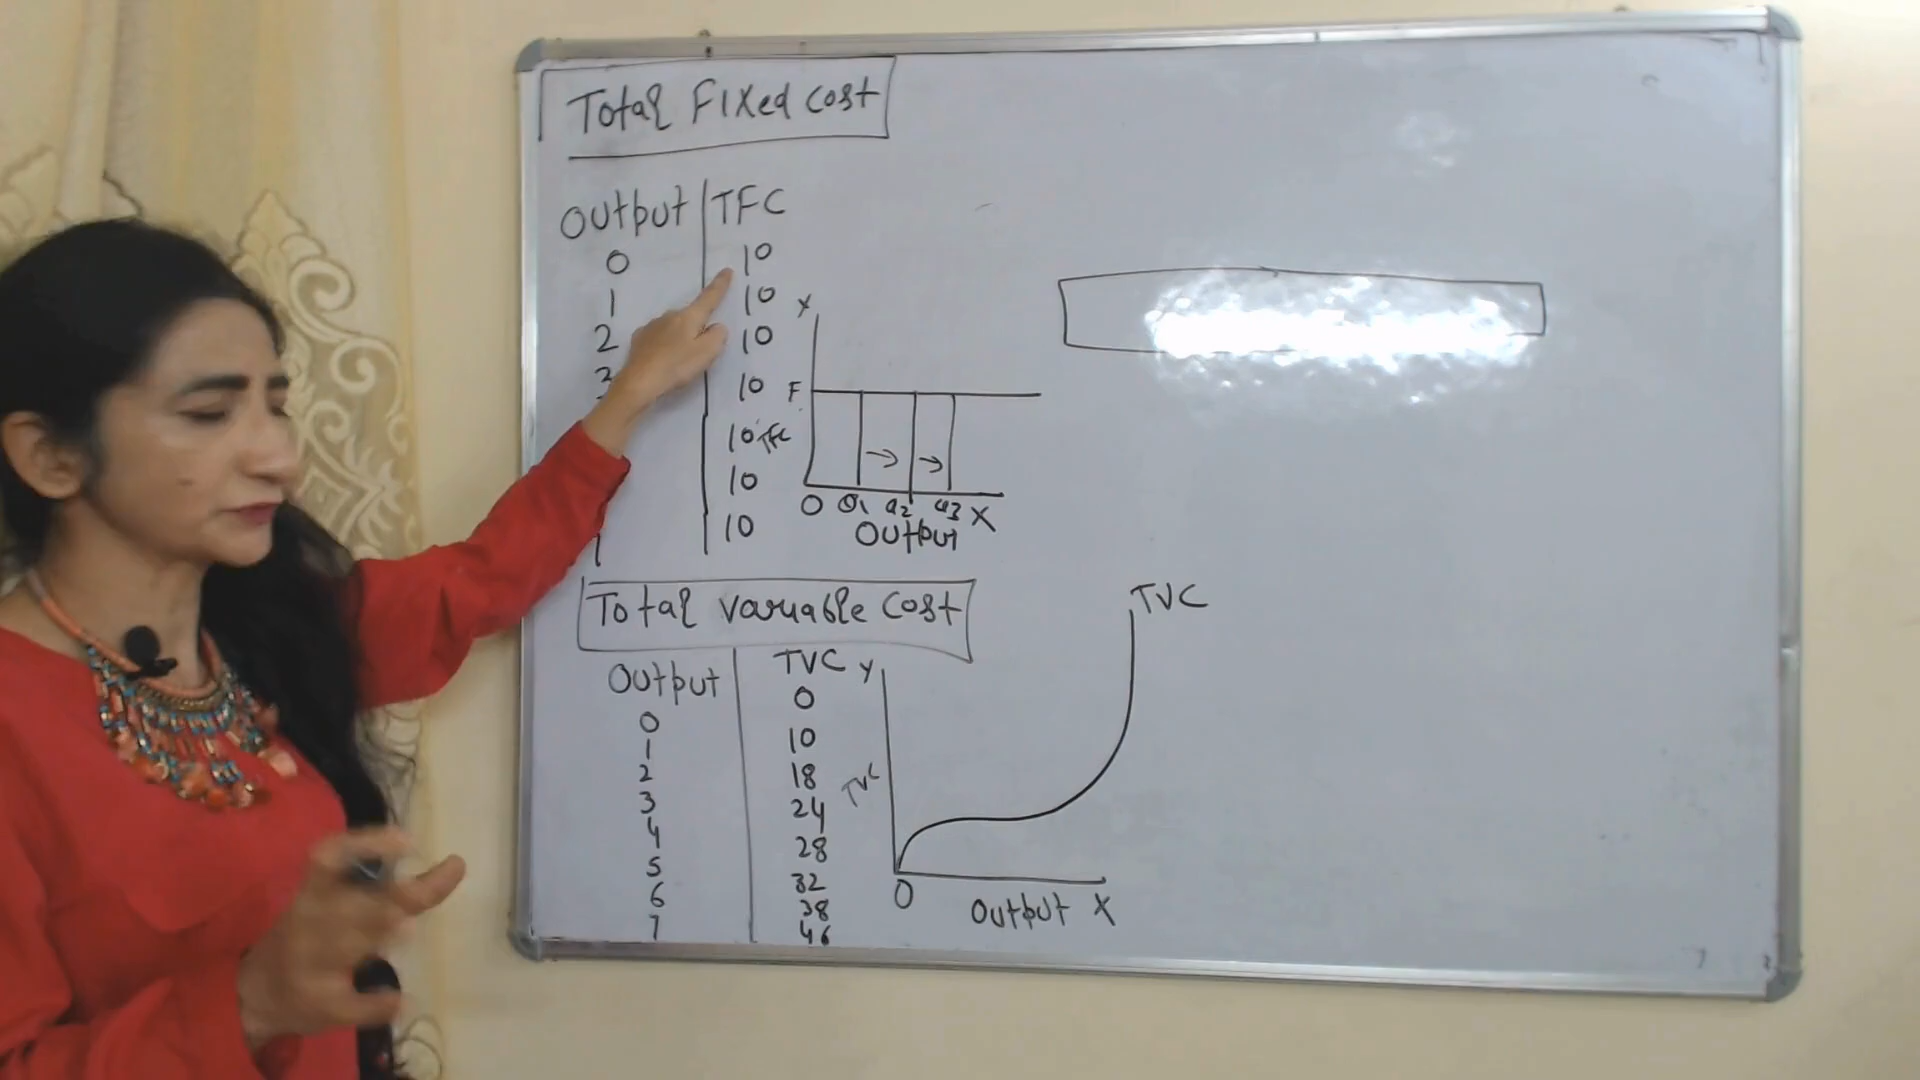 Total Fixed Cost
Output TFC
0 10
1 10
2 10
3 10
10
10
10
Y
F
TFC
O Q1 Q2 Q3 X
Output
Total variable Cost
Output TVC
0 0
1 10
2 18
3 24
4 28
5 32
6 38
7 46
Y
TVC
TVC
O
Output X